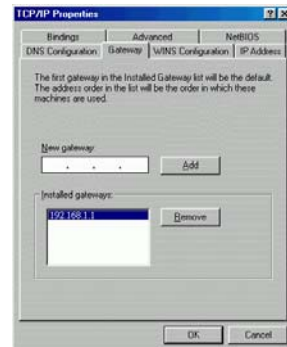 TCP/IP Properties
Bindings Advanced NetBIOS
DNS Configuration Gateway WINS Configuration IP Address
The first gateway in the Installed Gateway list will be the default.
The address order in the list will be the order in which these
machines are used.
New gateway:
. . .
Add
Installed gateways:
192.168.1.1
Remove
OK Cancel